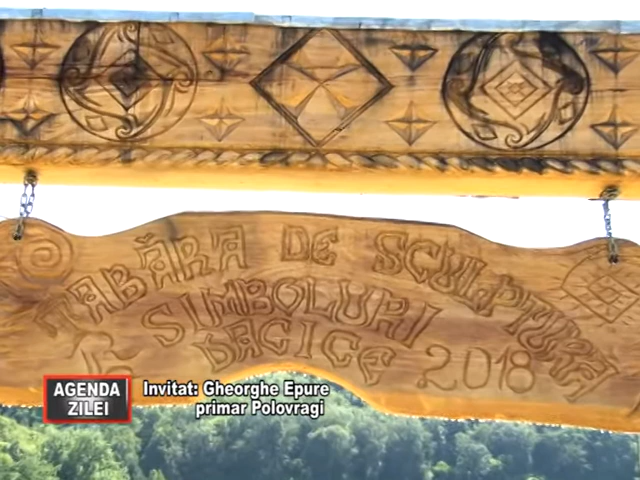 TABĂRA DE SCULPTURĂ
SIMBOLURI
DACICE 2018
AGENDA
ZILEI
Invitat: Gheorghe Epure
primar Polovragi